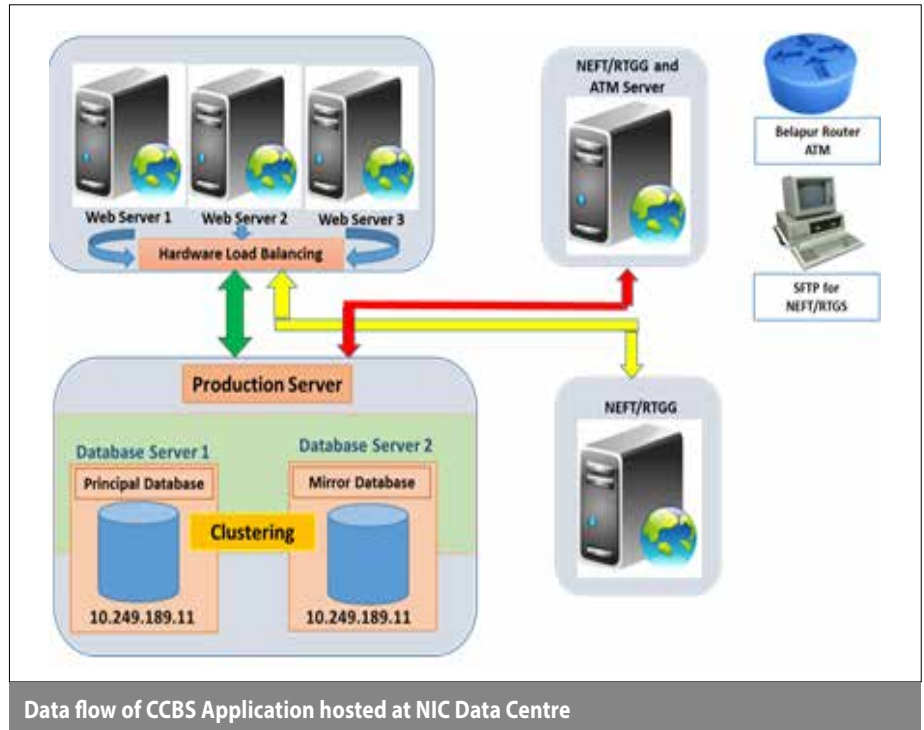 Web Server 1
Web Server 2
Web Server 3
Hardware Load Balancing
NEFT/RTGG and
ATM Server
Belapur Router
ATM
SFTP for
NEFT/RTGS
Production Server
Database Server 1
Principal Database
10.249.189.11
Clustering
Database Server 2
Mirror Database
10.249.189.11
NEFT/RTGG
Data flow of CCBS Application hosted at NIC Data Centre